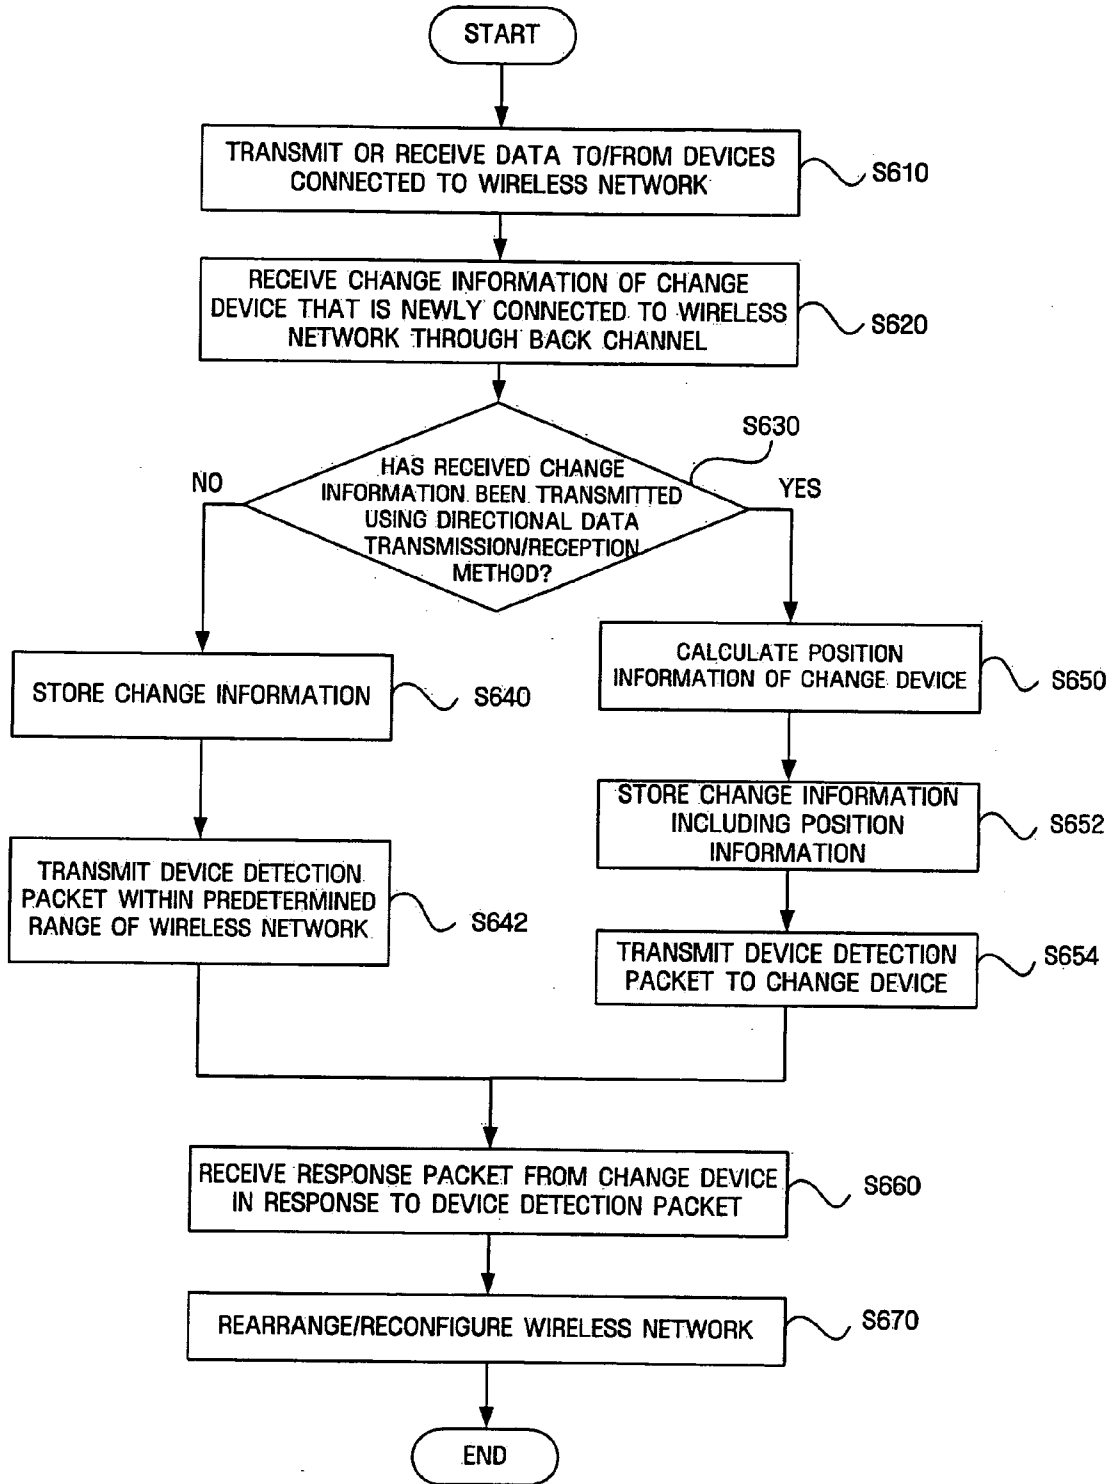 START
TRANSMIT OR RECEIVE DATA TO/FROM DEVICES
CONNECTED TO WIRELESS NETWORK
S610
RECEIVE CHANGE INFORMATION OF CHANGE
DEVICE THAT IS NEWLY CONNECTED TO WIRELESS
NETWORK THROUGH BACK CHANNEL
S620
S630
HAS RECEIVED CHANGE
INFORMATION BEEN TRANSMITTED
USING DIRECTIONAL DATA
TRANSMISSION/RECEPTION
METHOD?
NO
YES
STORE CHANGE INFORMATION
S640
CALCULATE POSITION
INFORMATION OF CHANGE DEVICE
S650
STORE CHANGE INFORMATION
INCLUDING POSITION
INFORMATION
S652
TRANSMIT DEVICE DETECTION
PACKET WITHIN PREDETERMINED
RANGE OF WIRELESS NETWORK
S642
TRANSMIT DEVICE DETECTION
PACKET TO CHANGE DEVICE
S654
RECEIVE RESPONSE PACKET FROM CHANGE DEVICE
IN RESPONSE TO DEVICE DETECTION PACKET
S660
REARRANGE/RECONFIGURE WIRELESS NETWORK
S670
END